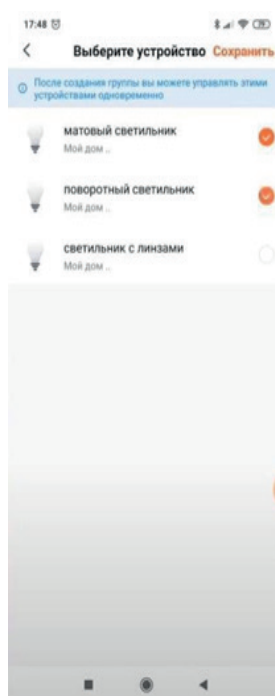 17:48
Выберите устройство Сохранить
После создания группы вы можете управлять этими
устройствами одновременно
матовый светильник
Мой дом ..
поворотный светильник
Мой дом ..
светильник с линзами
Мой дом ..